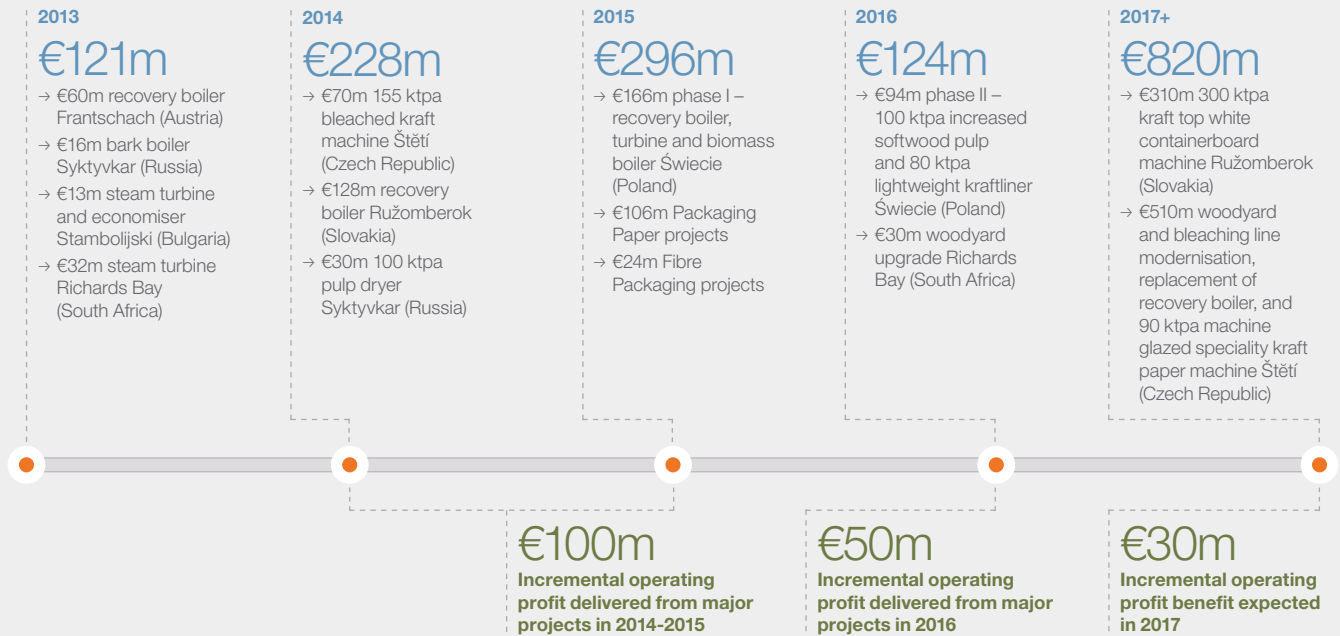 2013
€121m
→ €60m recovery boiler
Frantschach (Austria)
→ €16m bark boiler
Syktyvkar (Russia)
→ €13m steam turbine
and economiser
Stambolijski (Bulgaria)
→ €32m steam turbine
Richards Bay
(South Africa)
2014
€228m
→ €70m 155 ktpa
bleached kraft
machine Štětí
(Czech Republic)
→ €128m recovery
boiler Ružomberok
(Slovakia)
→ €30m 100 ktpa
pulp dryer
Syktyvkar (Russia)
2015
€296m
→ €166m phase I –
recovery boiler,
turbine and biomass
boiler Świecie
(Poland)
→ €106m Packaging
Paper projects
→ €24m Fibre
Packaging projects
2016
€124m
→ €94m phase II –
100 ktpa increased
softwood pulp
and 80 ktpa
lightweight kraftliner
Świecie (Poland)
→ €30m woodyard
upgrade Richards
Bay (South Africa)
2017+
€820m
→ €310m 300 ktpa
kraft top white
containerboard
machine Ružomberok
(Slovakia)
→ €510m woodyard
and bleaching line
modernisation,
replacement of
recovery boiler, and
90 ktpa machine
glazed speciality kraft
paper machine Štětí
(Czech Republic)
€100m
Incremental operating
profit delivered from major
projects in 2014-2015
€50m
Incremental operating
profit delivered from major
projects in 2016
€30m
Incremental operating
profit benefit expected
in 2017